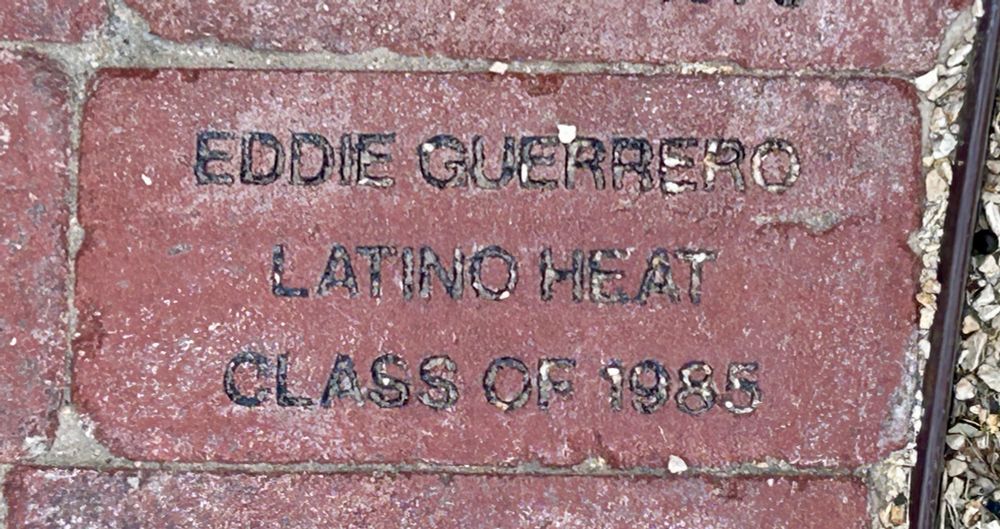 EDDIE GUERRERO
LATINO HEAT
CLASS OF 1985